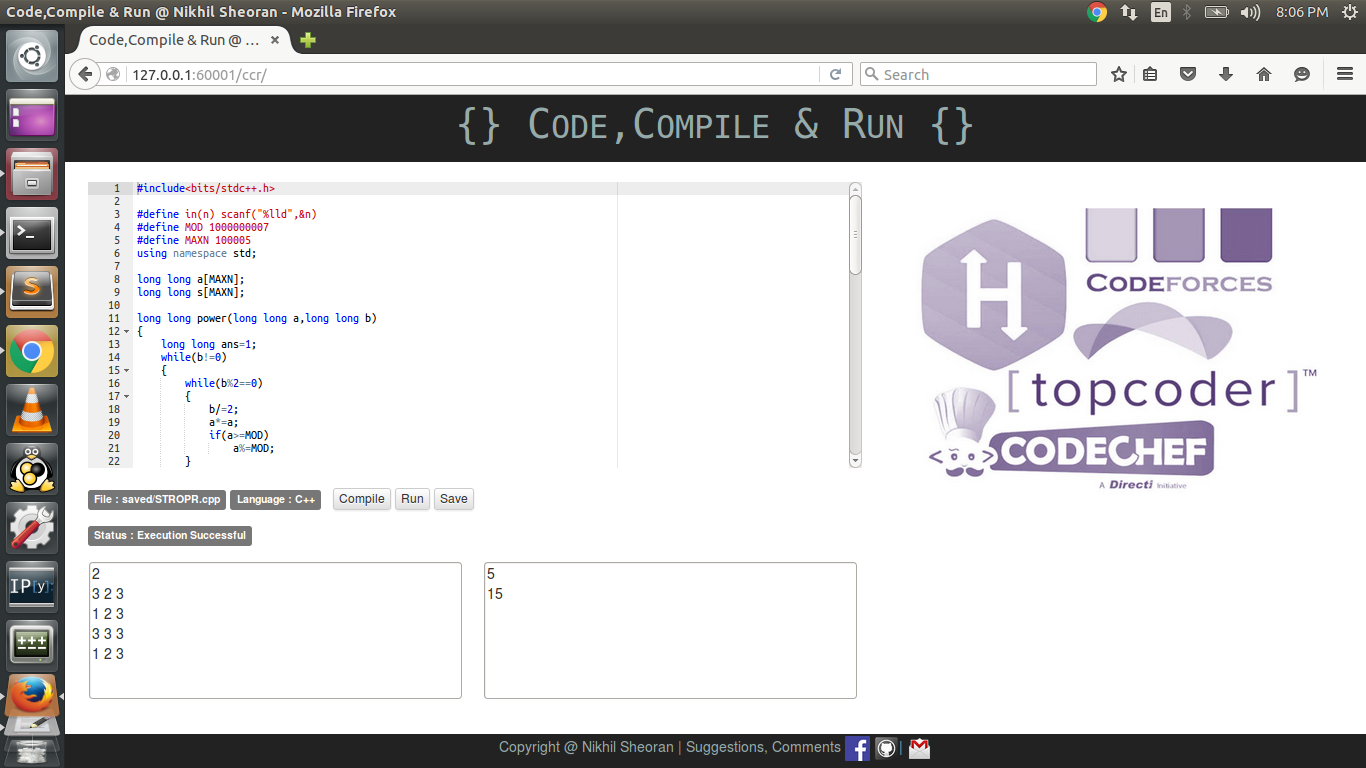 Code,Compile & Run @ Nikhil Sheoran - Mozilla Firefox
En
8:06 PM
Code,Compile & Run @ ...
127.0.0.1:60001/ccr/
Search
{} Code,Compile & Run {}
1 #include<bits/stdc++.h>
2
3 #define in(n) scanf("%lld",&n)
4 #define MOD 1000000007
5 #define MAXN 100005
6 using namespace std;
7
8 long long a[MAXN];
9 long long s[MAXN];
10
11 long long power(long long a,long long b)
12 {
13     long long ans=1;
14     while(b!=0)
15     {
16         while(b%2==0)
17         {
18             b/=2;
19             a*=a;
20             if(a>=MOD)
21                 a%=MOD;
22         }
H
CODEFORCES
[topcoder]™
CODECHEF
A Directi Initiative
File : saved/STROPR.cpp
Language : C++
Compile
Run
Save
Status : Execution Successful
2
3 2 3
1 2 3
3 3 3
1 2 3
5
15
S
IP[y]:
Copyright @ Nikhil Sheoran | Suggestions, Comments f | M